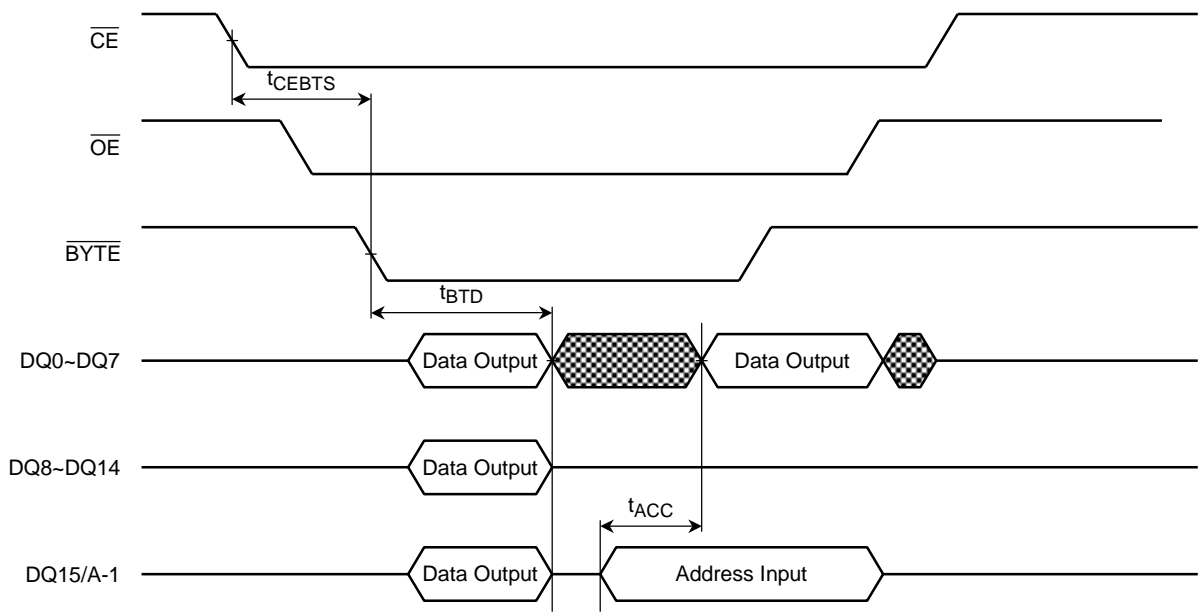 CE
tCEBTS
OE
BYTE
tBTD
DQ0~DQ7
Data Output
Data Output
DQ8~DQ14
Data Output
tACC
DQ15/A-1
Data Output
Address Input